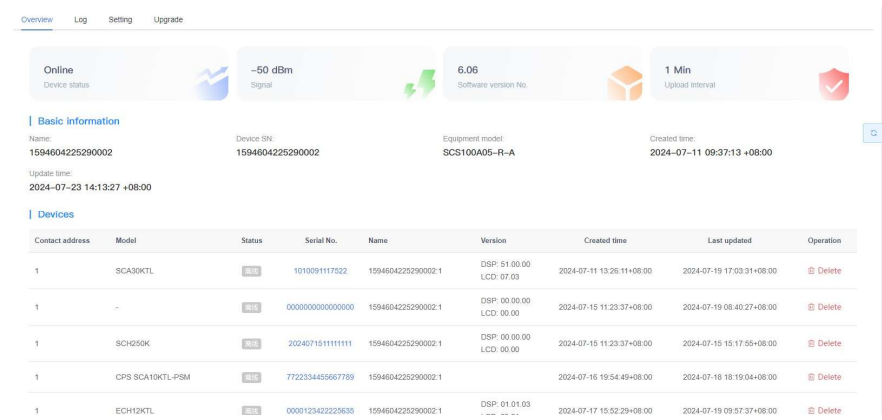 Overview Log Setting Upgrade
Online -50 dBm 6.06 1 Min
Device status Signal Software version No. Upload interval
Basic information
Name: Device SN: Equipment model: Created time:
1594604225290002 1594604225290002 SCS100A05-R-A 2024-07-11 09:37:13 +08:00
Update time:
2024-07-23 14:13:27 +08:00
Devices
Contact address Model Status Serial No. Name Version Created time Last updated Operation
1 SCA30KTL 离线 1010091117522 1594604225290002:1 DSP: 51.00.00 2024-07-11 13:26:11+08:00 2024-07-19 17:03:31+08:00 Delete
LCD: 07.03
1 - 离线 0000000000000000 1594604225290002:1 DSP: 00.00.00 2024-07-15 11:23:37+08:00 2024-07-19 08:40:27+08:00 Delete
LCD: 00.00
1 SCH250K 离线 2024071511111111 1594604225290002:1 DSP: 00.00.00 2024-07-15 11:23:37+08:00 2024-07-15 15:17:55+08:00 Delete
LCD: 00.00
1 CPS SCA10KTL-PSM 离线 7722334455667789 1594604225290002:1 2024-07-16 19:54:49+08:00 2024-07-18 18:19:04+08:00 Delete
1 ECH12KTL 离线 0000123422225635 1594604225290002:1 DSP: 01.01.03 2024-07-17 15:52:29+08:00 2024-07-19 09:57:37+08:00 Delete